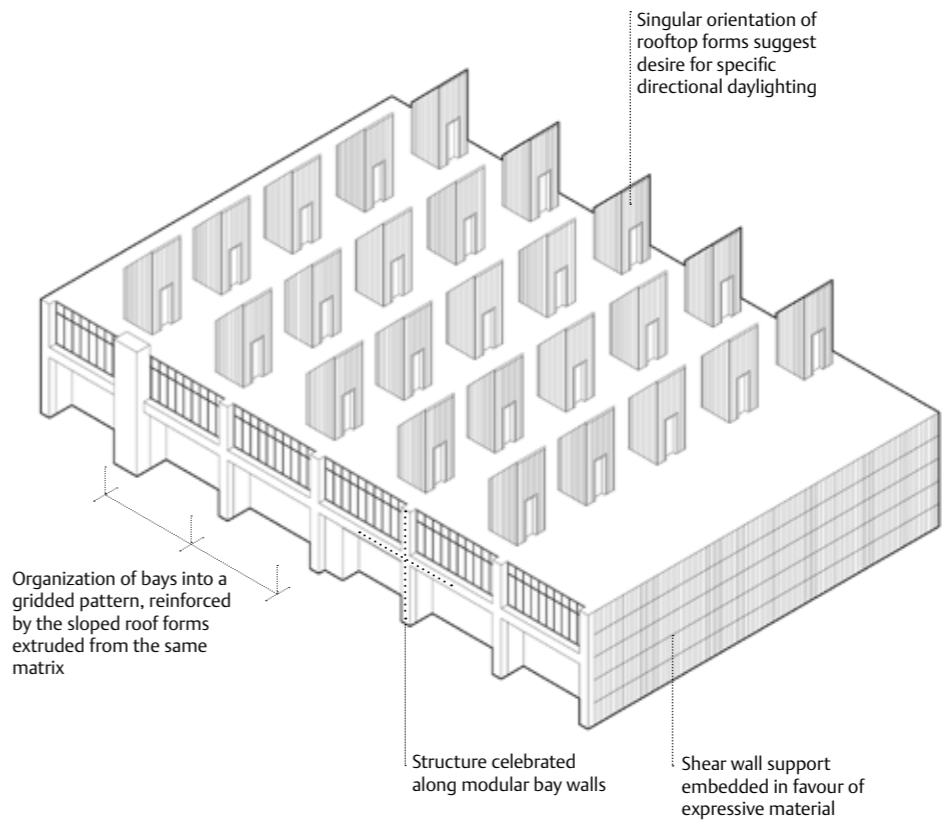 Singular orientation of
rooftop forms suggest
desire for specific
directional daylighting
Organization of bays into a
gridded pattern, reinforced
by the sloped roof forms
extruded from the same
matrix
Structure celebrated
along modular bay walls
Shear wall support
embedded in favour of
expressive material